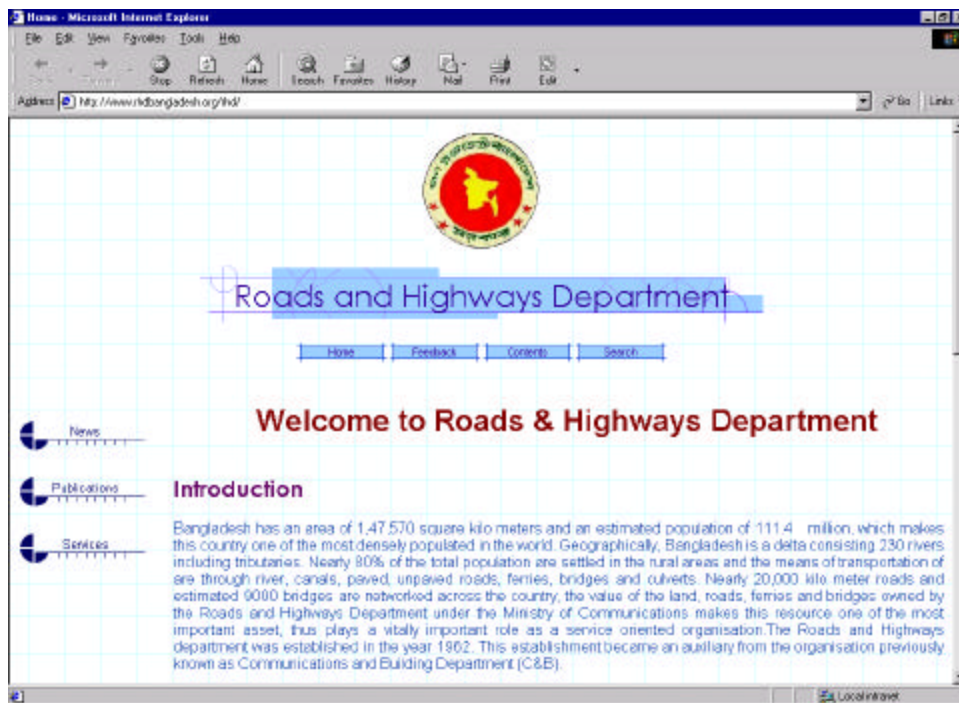 Home - Microsoft Internet Explorer
File Edit View Favorites Tools Help
Stop Refresh Home Search Favorites History Mail Print Edit
Address http://www.rhdbangladesh.org/rhd/ Go Links
Roads and Highways Department
Home Feedback Contents Search
Welcome to Roads & Highways Department
News
Publications
Services
Introduction
Bangladesh has an area of 1,47,570 square kilo meters and an estimated population of 111.4 million, which makes
this country one of the most densely populated in the world. Geographically, Bangladesh is a delta consisting 230 rivers
including tributaries. Nearly 80% of the total population are settled in the rural areas and the means of transportation of
are through river, canals, paved, unpaved roads, ferries, bridges and culverts. Nearly 20,000 kilo meter roads and
estimated 9000 bridges are networked across the country, the value of the land, roads, ferries and bridges owned by
the Roads and Highways Department under the Ministry of Communications makes this resource one of the most
important asset, thus plays a vitally important role as a service oriented organisation.The Roads and Highways
department was established in the year 1962. This establishment became an auxiliary from the organisation previously
known as Communications and Building Department (C&B).
Local intranet